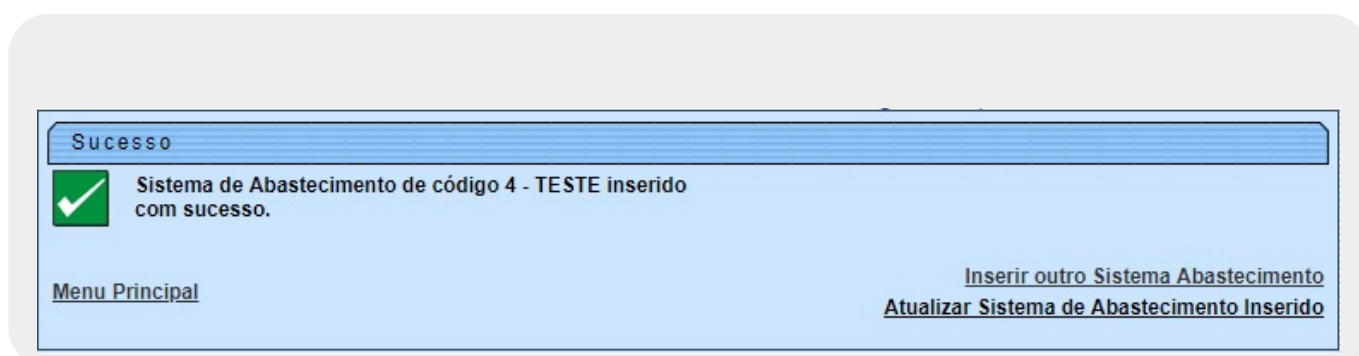 Sucesso
Sistema de Abastecimento de código 4 - TESTE inserido
com sucesso.
Inserir outro Sistema Abastecimento
Menu Principal
Atualizar Sistema de Abastecimento Inserido